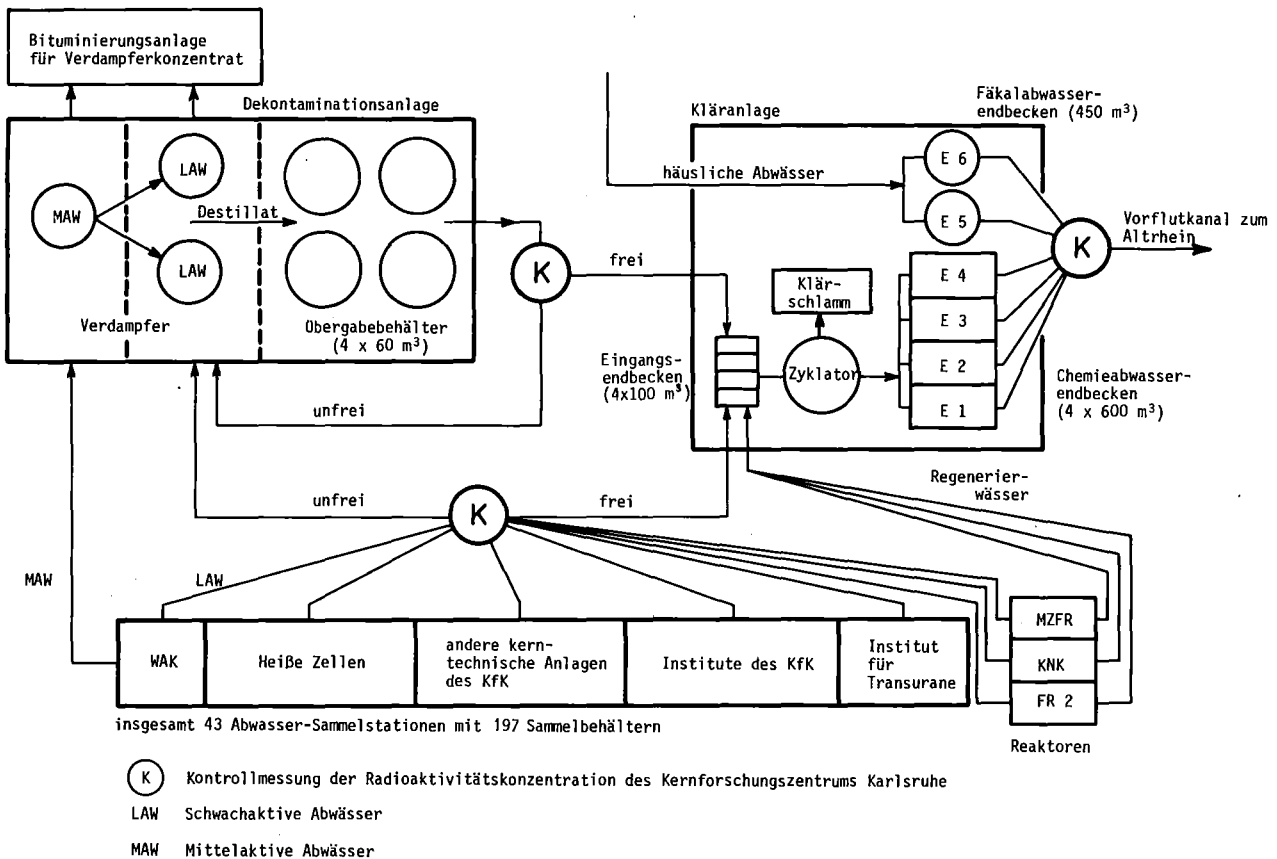 Bituminierungsanlage
für Verdampferkonzentrat
Dekontaminationsanlage
MAW
LAW
LAW
Destillat
Verdampfer
Übergabebehälter
(4 x 60 m³)
K
frei
unfrei
Kläranlage
Fäkalabwasser-
endbecken (450 m³)
häusliche Abwässer
E 6
E 5
K
Vorflutkanal zum
Altrhein
Klär-
schlamm
Eingangs-
endbecken
(4x100 m³)
Zyklator
E 4
E 3
E 2
E 1
Chemieabwasser-
endbecken
(4 x 600 m³)
Regenerier-
wässer
unfrei
K
frei
MAW
LAW
WAK
Heiße Zellen
andere kern-
technische Anlagen
des KfK
Institute des KfK
Institut
für
Transurane
MZFR
KNK
FR 2
Reaktoren
insgesamt 43 Abwasser-Sammelstationen mit 197 Sammelbehältern
K Kontrollmessung der Radioaktivitätskonzentration des Kernforschungszentrums Karlsruhe
LAW Schwachaktive Abwässer
MAW Mittelaktive Abwässer